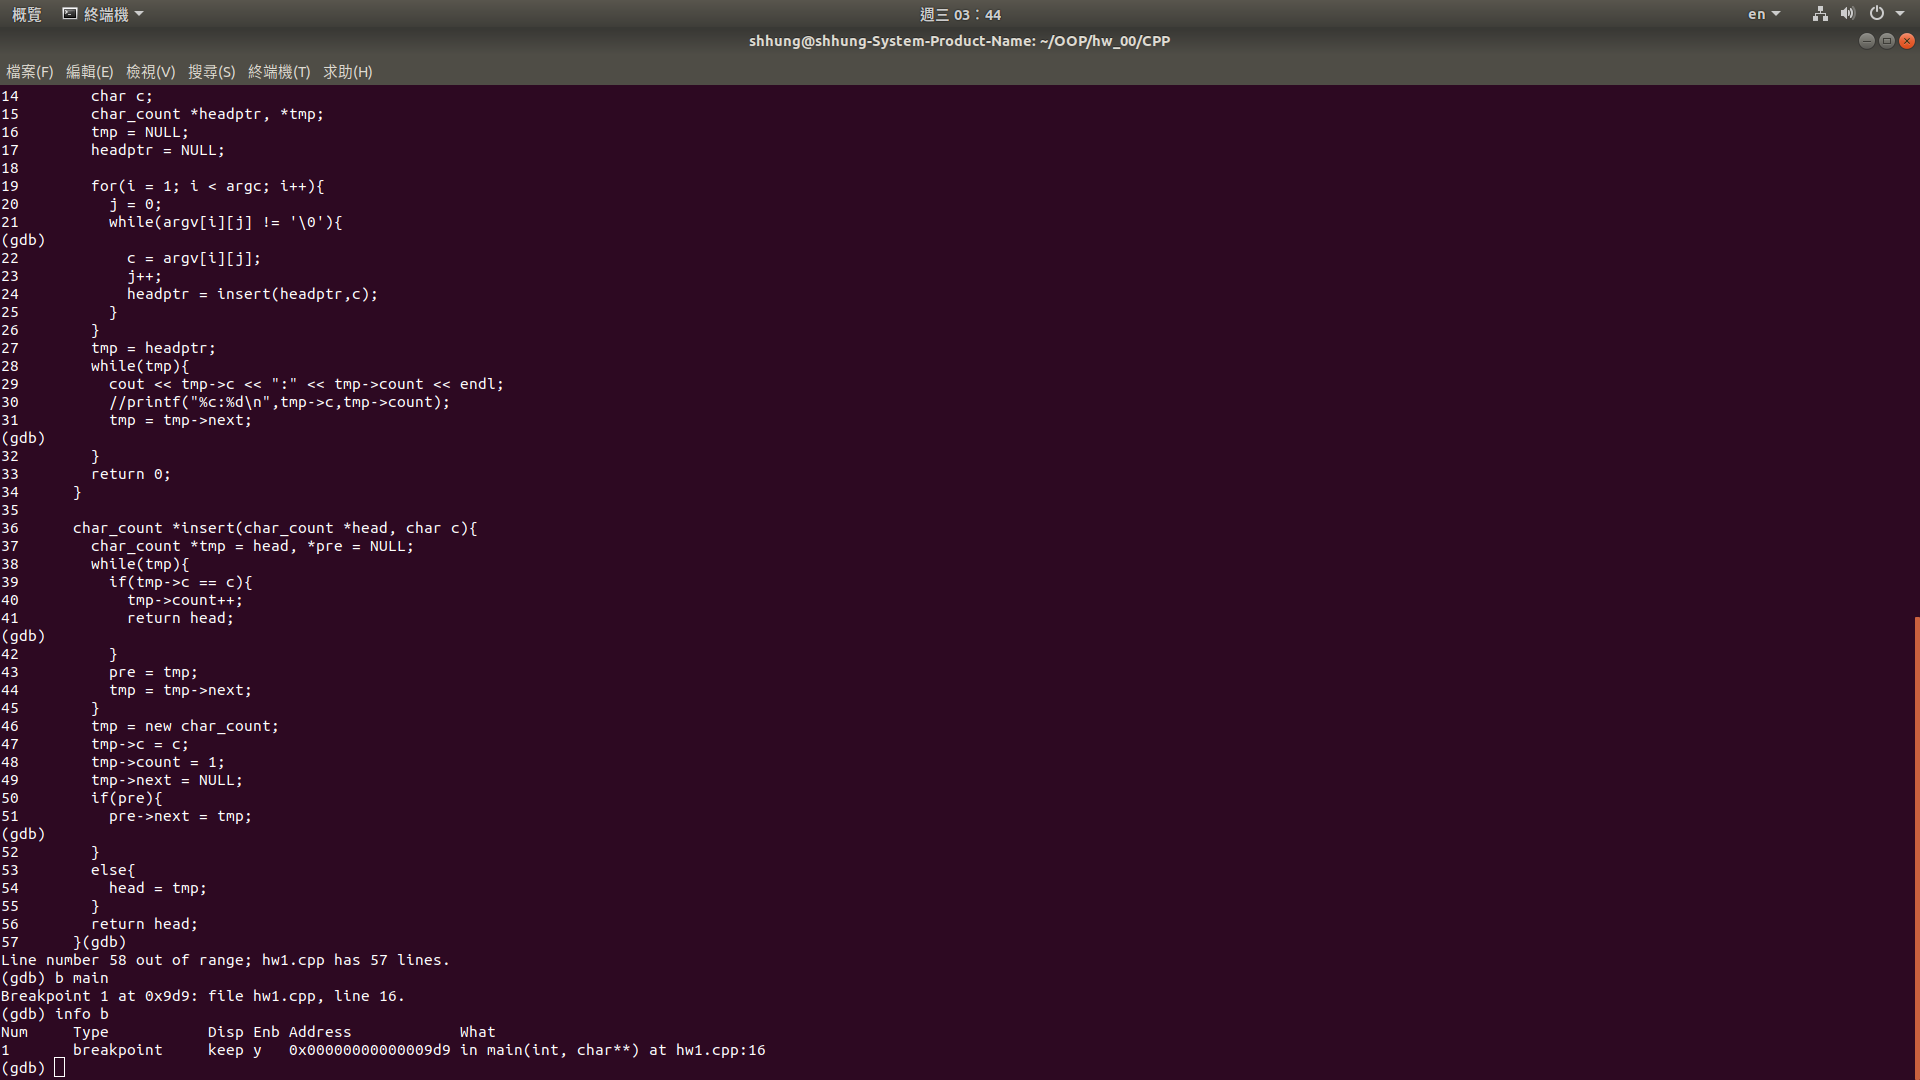 概覽 終端機 週三 03：44 en
shhung@shhung-System-Product-Name: ~/OOP/hw_00/CPP
檔案(F) 編輯(E) 檢視(V) 搜尋(S) 終端機(T) 求助(H)
14        char c;
15        char_count *headptr, *tmp;
16        tmp = NULL;
17        headptr = NULL;
18
19        for(i = 1; i < argc; i++){
20          j = 0;
21          while(argv[i][j] != '\0'){
(gdb)
22            c = argv[i][j];
23            j++;
24            headptr = insert(headptr,c);
25          }
26        }
27        tmp = headptr;
28        while(tmp){
29          cout << tmp->c << ":" << tmp->count << endl;
30          //printf("%c:%d\n",tmp->c,tmp->count);
31          tmp = tmp->next;
(gdb)
32        }
33        return 0;
34      }
35
36      char_count *insert(char_count *head, char c){
37        char_count *tmp = head, *pre = NULL;
38        while(tmp){
39          if(tmp->c == c){
40            tmp->count++;
41            return head;
(gdb)
42          }
43          pre = tmp;
44          tmp = tmp->next;
45        }
46        tmp = new char_count;
47        tmp->c = c;
48        tmp->count = 1;
49        tmp->next = NULL;
50        if(pre){
51          pre->next = tmp;
(gdb)
52        }
53        else{
54          head = tmp;
55        }
56        return head;
57      }(gdb)
Line number 58 out of range; hw1.cpp has 57 lines.
(gdb) b main
Breakpoint 1 at 0x9d9: file hw1.cpp, line 16.
(gdb) info b
Num     Type           Disp Enb Address            What
1       breakpoint     keep y   0x00000000000009d9 in main(int, char**) at hw1.cpp:16
(gdb)